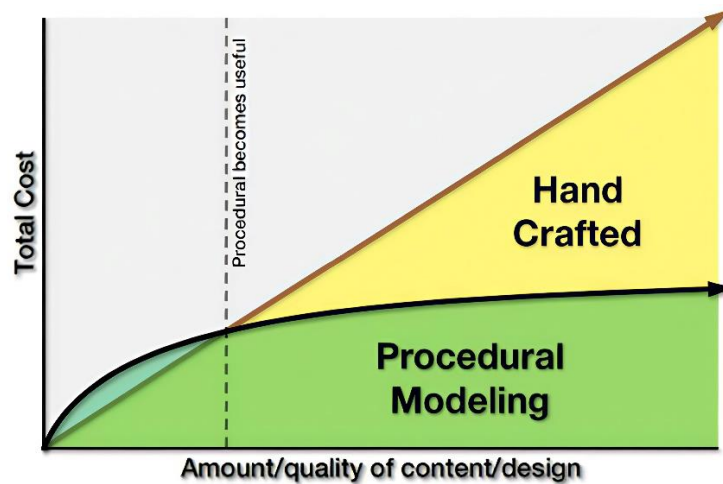 Total Cost
Procedural becomes useful
Hand
Crafted
Procedural
Modeling
Amount/quality of content/design